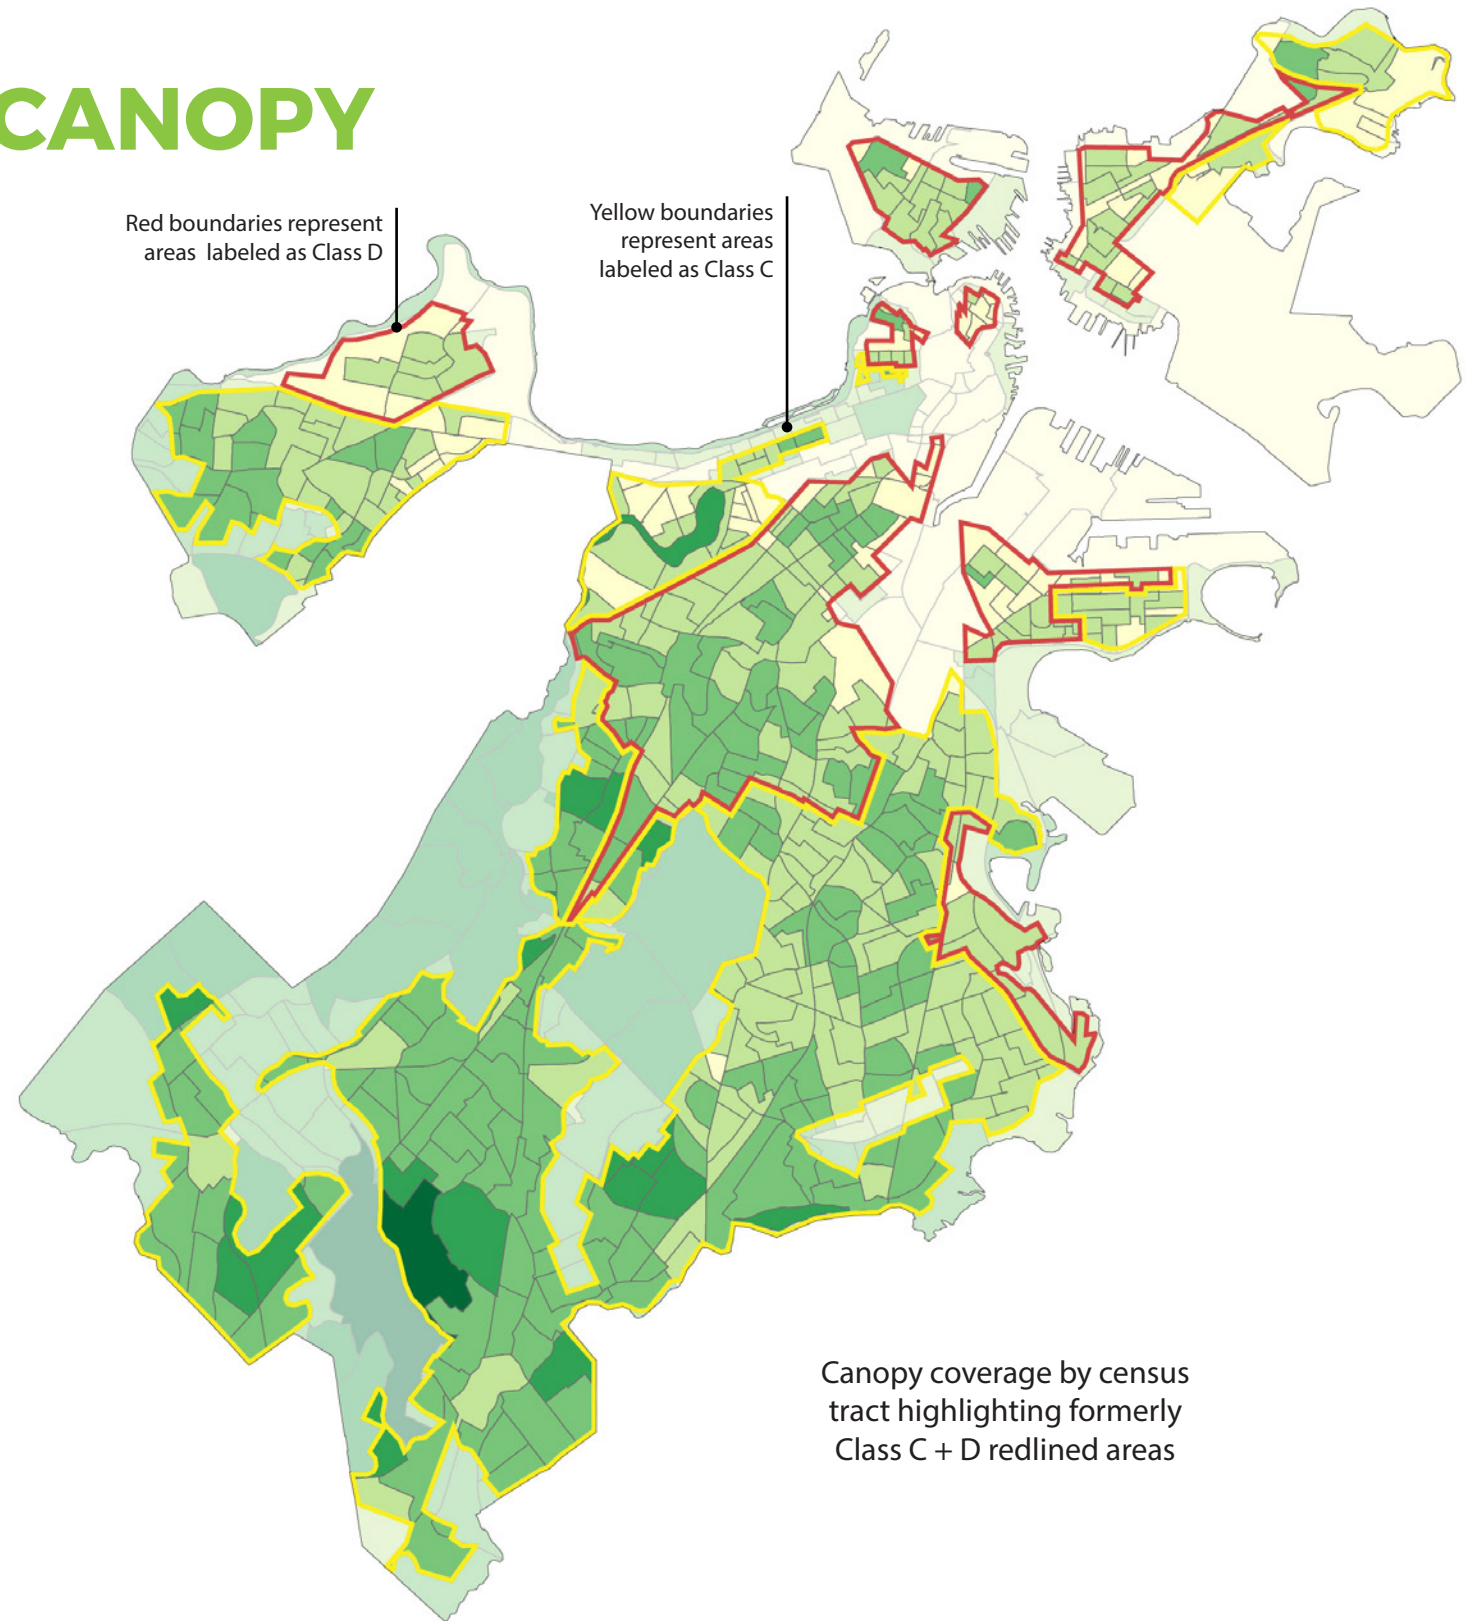 CANOPY
Red boundaries represent
areas labeled as Class D
Yellow boundaries
represent areas
labeled as Class C
Canopy coverage by census
tract highlighting formerly
Class C + D redlined areas